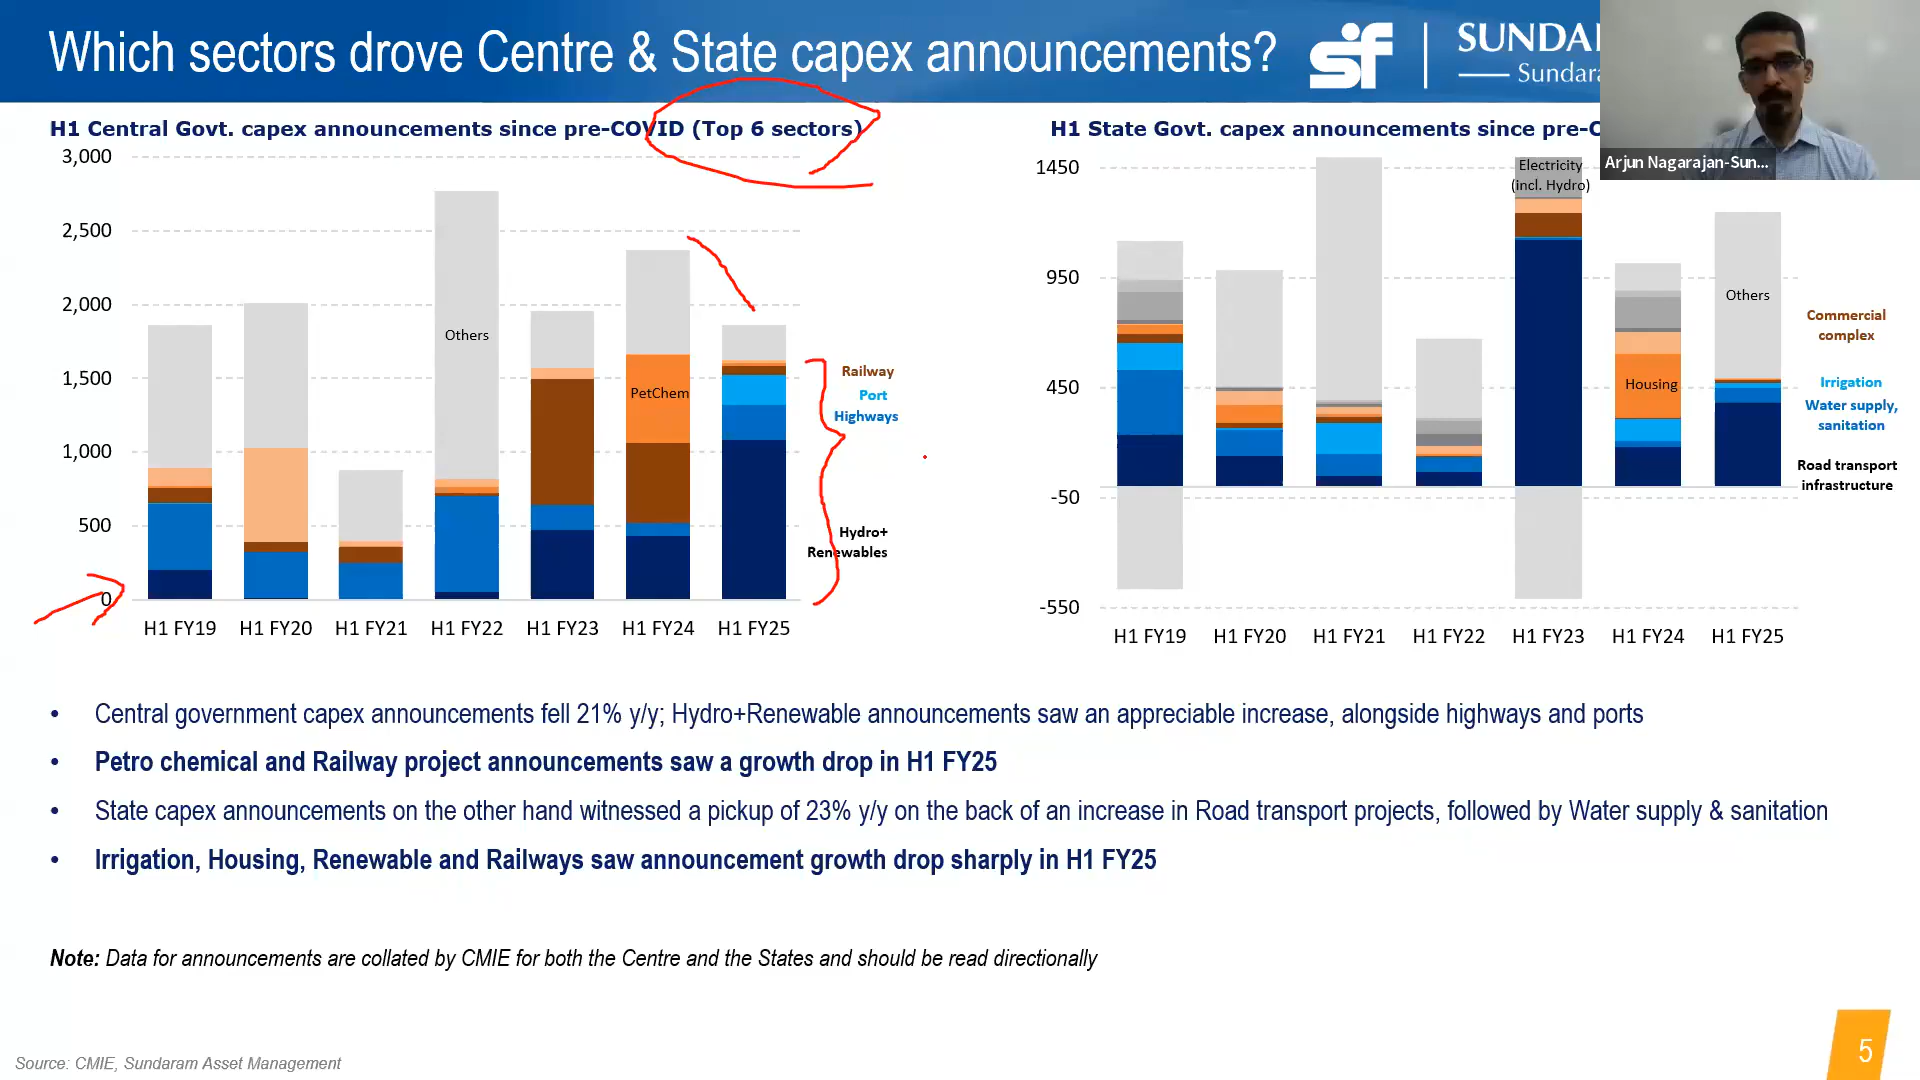 Which sectors drove Centre & State capex announcements?
sf
SUNDA
Sundara
Arjun Nagarajan-Sun...
H1 Central Govt. capex announcements since pre-COVID (Top 6 sectors)
3,000
2,500
2,000
1,500
1,000
500
0
Others
PetChem
Railway
Port
Highways
Hydro+
Renewables
H1 FY19 H1 FY20 H1 FY21 H1 FY22 H1 FY23 H1 FY24 H1 FY25
H1 State Govt. capex announcements since pre-C
1450
950
450
-50
-550
Electricity
(incl. Hydro)
Housing
Others
Commercial
complex
Irrigation
Water supply,
sanitation
Road transport
infrastructure
H1 FY19 H1 FY20 H1 FY21 H1 FY22 H1 FY23 H1 FY24 H1 FY25
• Central government capex announcements fell 21% y/y; Hydro+Renewable announcements saw an appreciable increase, alongside highways and ports
• Petro chemical and Railway project announcements saw a growth drop in H1 FY25
• State capex announcements on the other hand witnessed a pickup of 23% y/y on the back of an increase in Road transport projects, followed by Water supply & sanitation
• Irrigation, Housing, Renewable and Railways saw announcement growth drop sharply in H1 FY25
Note: Data for announcements are collated by CMIE for both the Centre and the States and should be read directionally
Source: CMIE, Sundaram Asset Management
5